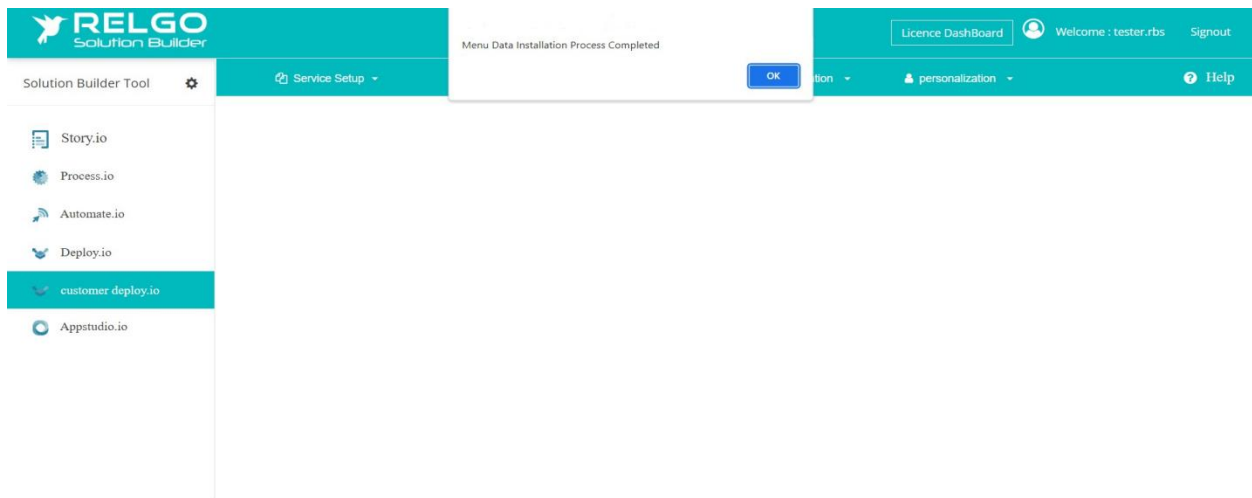 RELGO
Solution Builder
Menu Data Installation Process Completed
OK
Licence DashBoard
Welcome : tester.rbs
Signout
Solution Builder Tool
Service Setup
tion
personalization
Help
Story.io
Process.io
Automate.io
Deploy.io
customer deploy.io
Appstudio.io